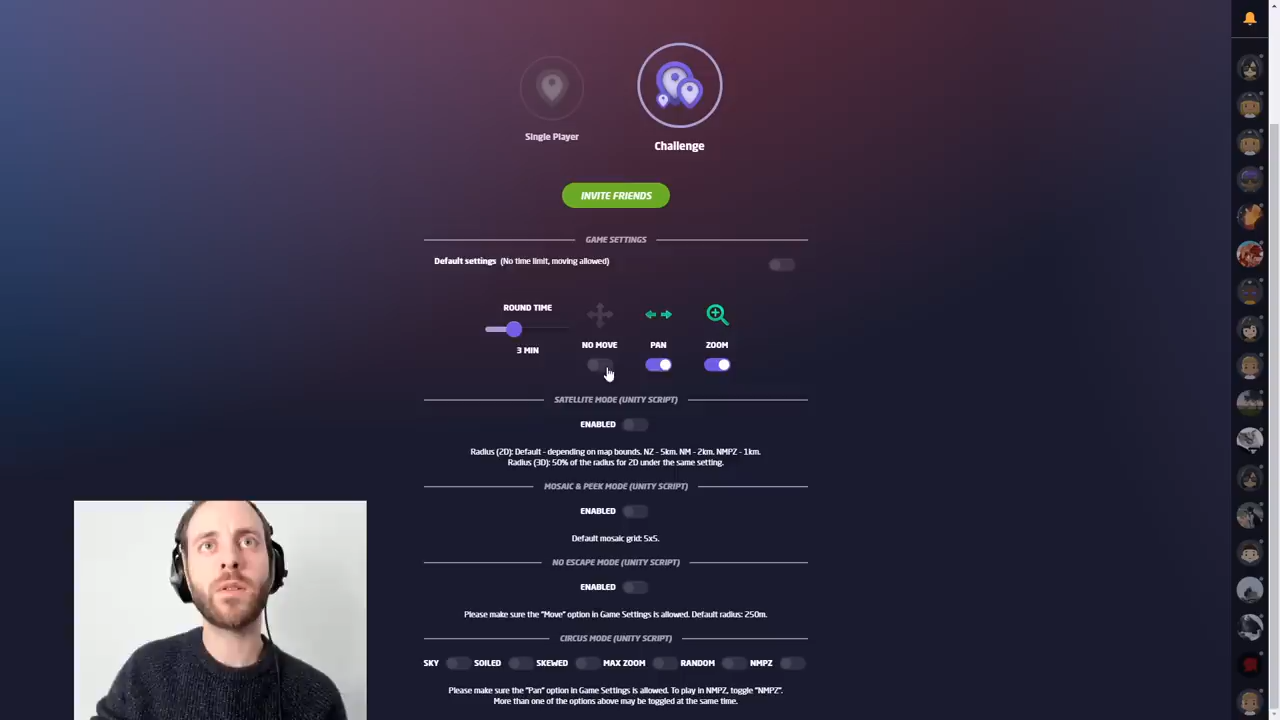 Single Player
Challenge
INVITE FRIENDS
GAME SETTINGS
Default settings (No time limit, moving allowed)
ROUND TIME
3 MIN
NO MOVE
PAN
ZOOM
SATELLITE MODE (UNITY SCRIPT)
ENABLED
Radius (2D): Default - depending on map bounds. NZ - 5km. NM - 2km. NMPZ - 1km.
Radius (3D): 50% of the radius for 2D under the same setting.
MOSAIC & PEEK MODE (UNITY SCRIPT)
ENABLED
Default mosaic grid: 5x5.
NO ESCAPE MODE (UNITY SCRIPT)
ENABLED
Please make sure the "Move" option in Game Settings is allowed. Default radius: 250m.
CIRCUS MODE (UNITY SCRIPT)
SKY SOILED SKEWED MAX ZOOM RANDOM NMPZ
Please make sure the "Pan" option in Game Settings is allowed. To play in NMPZ, toggle "NMPZ".
More than one of the options above may be toggled at the same time.